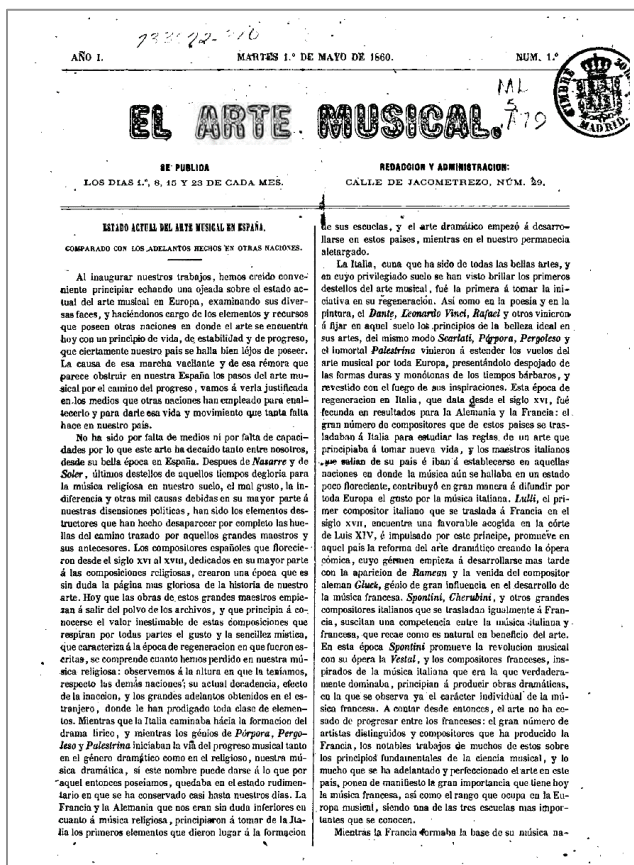 AÑO I.
MARTES 1.º DE MAYO DE 1860.
NUM. 1.º
ML
5
A79
TIMBRE
MADRID.
EL ARTE MUSICAL.
SE PUBLICA
LOS DIAS 1.º, 8, 15 Y 23 DE CADA MES.
REDACCION Y ADMINISTRACION:
CALLE DE JACOMETREZO, NÚM. 29.
ESTADO ACTUAL DEL ARTE MUSICAL EN ESPAÑA,
COMPARADO CON LOS ADELANTOS HECHOS EN OTRAS NACIONES.
Al inaugurar nuestros trabajos, hemos creido conve-
niente principiar echando una ojeada sobre el estado ac-
tual del arte musical en Europa, examinando sus diver-
sas faces, y haciéndonos cargo de los elementos y recursos
que poseen otras naciones en donde el arte se encuentra
hoy con un principio de vida, de estabilidad y de progreso,
que ciertamente nuestro pais se halla bien léjos de poseer.
La causa de esa marcha vacilante y de esa rémora que
parece obstruir en nuestra España los pasos del arte mu-
sical por el camino del progreso, vamos á verla justificada
en los medios que otras naciones han empleado para enal-
tecerlo y para darle esa vida y movimiento que tanta falta
hace en nuestro pais.
No ha sido por falta de medios ni por falta de capaci-
dades por lo que este arte ha decaido tanto entre nosotros,
desde su bella época en España. Despues de Nasarre y de
Soler, últimos destellos de aquellos tiempos degloria para
la música religiosa en nuestro suelo, el mal gusto, la in-
diferencia y otras mil causas debidas en su mayor parte á
nuestras disensiones politicas, han sido los elementos des-
tructores que han hecho desaparecer por completo las hue-
llas del camino trazado por aquellos grandes maestros y
sus antecesores. Los compositores españoles que florecie-
ron desde el siglo XVI al XVIII, dedicados en su mayor parte
á las composiciones religiosas, crearon una época que es
sin duda la página mas gloriosa de la historia de nuestro
arte. Hoy que las obras de estos grandes maestros empie-
zan á salir del polvo de los archivos, y que principia á co-
nocerse el valor inestimable de estas composiciones que
respiran por todas partes el gusto y la sencillez mística,
que caracteriza á la época de regeneracion en que fueron es-
critas, se comprende cuanto hemos perdido en nuestra mú-
sica religiosa: observemos á la altura en que la teníamos,
respecto las demás naciones, su actual decadencia, efecto
de la inaccion, y los grandes adelantos obtenidos en el es-
tranjero, donde le han prodigado toda clase de elemen-
tos. Mientras que la Italia caminaba hácia la formacion del
drama lirico, y mientras los génios de Pórpora, Pergo-
leso y Palestrina iniciaban la vía del progreso musical tanto
en el género dramático como en el religioso, nuestra mú-
sica dramática, si este nombre puede darse á lo que por
aquel entonces poseiamos, quedaba en el estado rudimen-
tario en que se ha conservado casi hasta nuestros dias. La
Francia y la Alemania que nos eran sin duda inferiores en
cuanto á música religiosa, principiaron á tomar de la Ita-
lia los primeros elementos que dieron lugar á la formacion
de sus escuelas, y el arte dramático empezó á desarro-
llarse en estos paises, mientras en el nuestro permanecia
aletargado.
La Italia, cuna que ha sido de todas las bellas artes, y
en cuyo privilegiado suelo se han visto brillar los primeros
destellos del arte musical, fué la primera á tomar la ini-
ciativa en su regeneración. Así como en la poesía y en la
pintura, el Dante, Leonardo Vinci, Rafael y otros vinieron
á fijar en aquel suelo los principios de la belleza ideal en
sus artes, del mismo modo Scarlati, Pórpora, Pergoleso y
el inmortal Palestrina vinieron á estender los vuelos del
arte musical por toda Europa, presentándolo despojado de
las formas duras y monótonas de los tiempos bárbaros, y
revestido con el fuego de sus inspiraciones. Esta época de
regeneracion en Italia, que data desde el siglo XVI, fué
fecunda en resultados para la Alemania y la Francia: el
gran número de compositores que de estos paises se tras-
ladaban á Italia para estudiar las reglas de un arte que
principiaba á tomar nueva vida, y los maestros italianos
que salian de su pais é iban á establecerse en aquellas
naciones en donde la música aún se hallaba en un estado
poco floreciente, contribuyó en gran manera á difundir por
toda Europa el gusto por la música italiana. Lulli, el pri-
mer compositor italiano que se traslada á Francia en el
siglo XVII, encuentra una favorable acogida en la córte
de Luis XIV, é impulsado por este príncipe, promueve en
aquel pais la reforma del arte dramático creando la ópera
cómica, cuyo gérmen empieza á desarrollarse mas tarde
con la aparicion de Rameau y la venida del compositor
aleman Gluck, génio de gran influencia en el desarrollo de
la música francesa. Spontini, Cherubini, y otros grandes
compositores italianos que se trasladan igualmente á Fran-
cia, suscitan una competencia entre la música italiana y
francesa, que recae como es natural en beneficio del arte.
En esta época Spontini promueve la revolucion musical
con su ópera la Vestal, y los compositores franceses, ins-
pirados de la música italiana que era la que verdadera-
mente dominaba, principian á producir obras dramáticas,
en la que se observa ya el carácter individual de la mú-
sica francesa. A contar desde entonces, el arte no ha ce-
sado de progresar entre los franceses: el gran número de
artistas distinguidos y compositores que ha producido la
Francia, los notables trabajos de muchos de estos sobre
los principios fundamentales de la ciencia musical, y lo
mucho que se ha adelantado y perfeccionado el arte en este
pais, ponen de manifiesto la gran importancia que tiene hoy
la música francesa, así como el rango que ocupa en la Eu-
ropa musical, siendo una de las tres escuelas mas impor-
tantes que se conocen.
Mientras la Francia formaba la base de su música na-